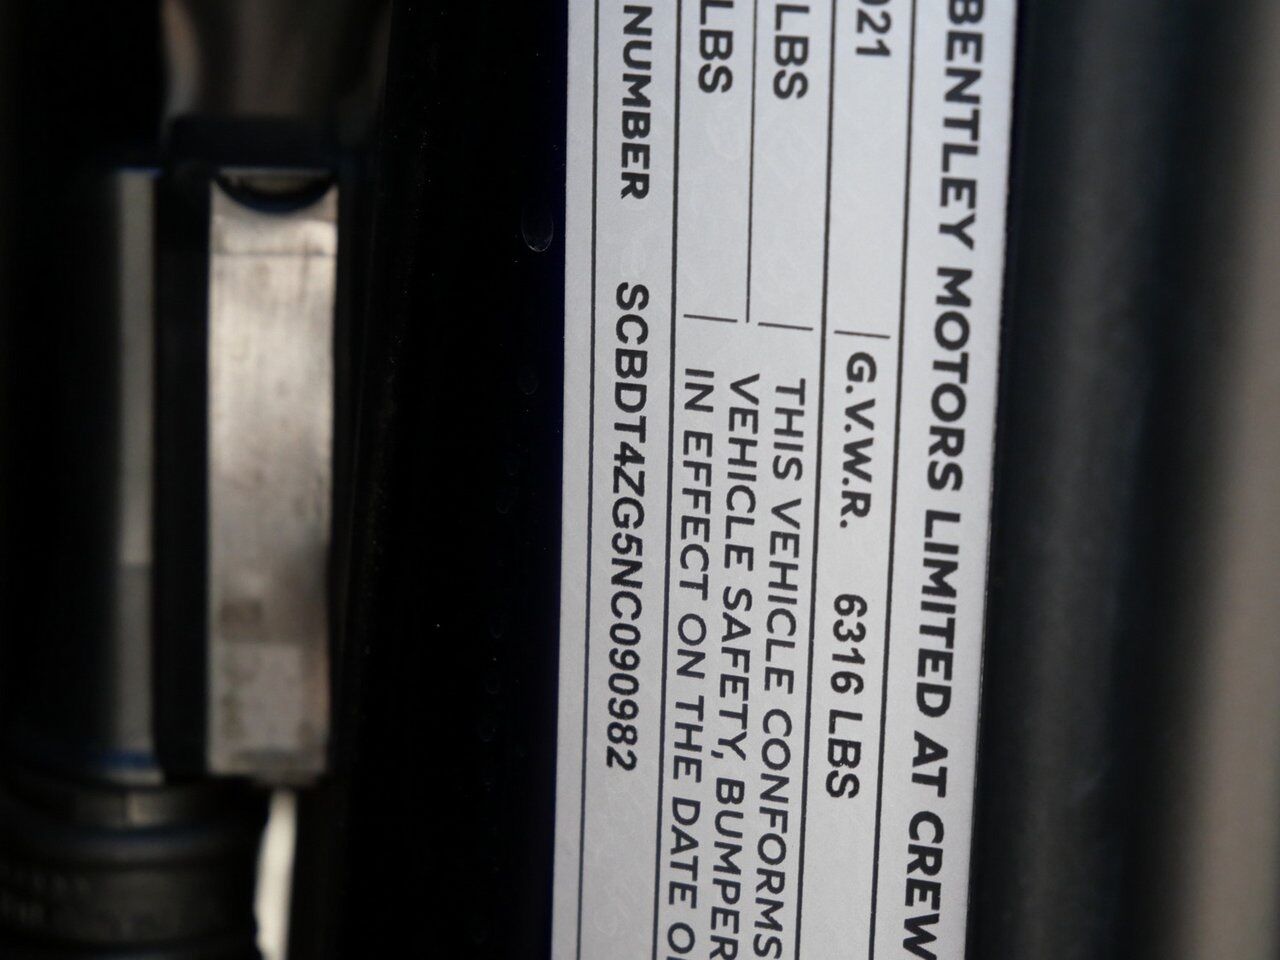 BENTLEY MOTORS LIMITED AT CREW
021 G.V.W.R. 6316 LBS
LBS THIS VEHICLE CONFORMS
VEHICLE SAFETY, BUMPER
LBS IN EFFECT ON THE DATE O
NUMBER SCBDT4ZG5NC090982